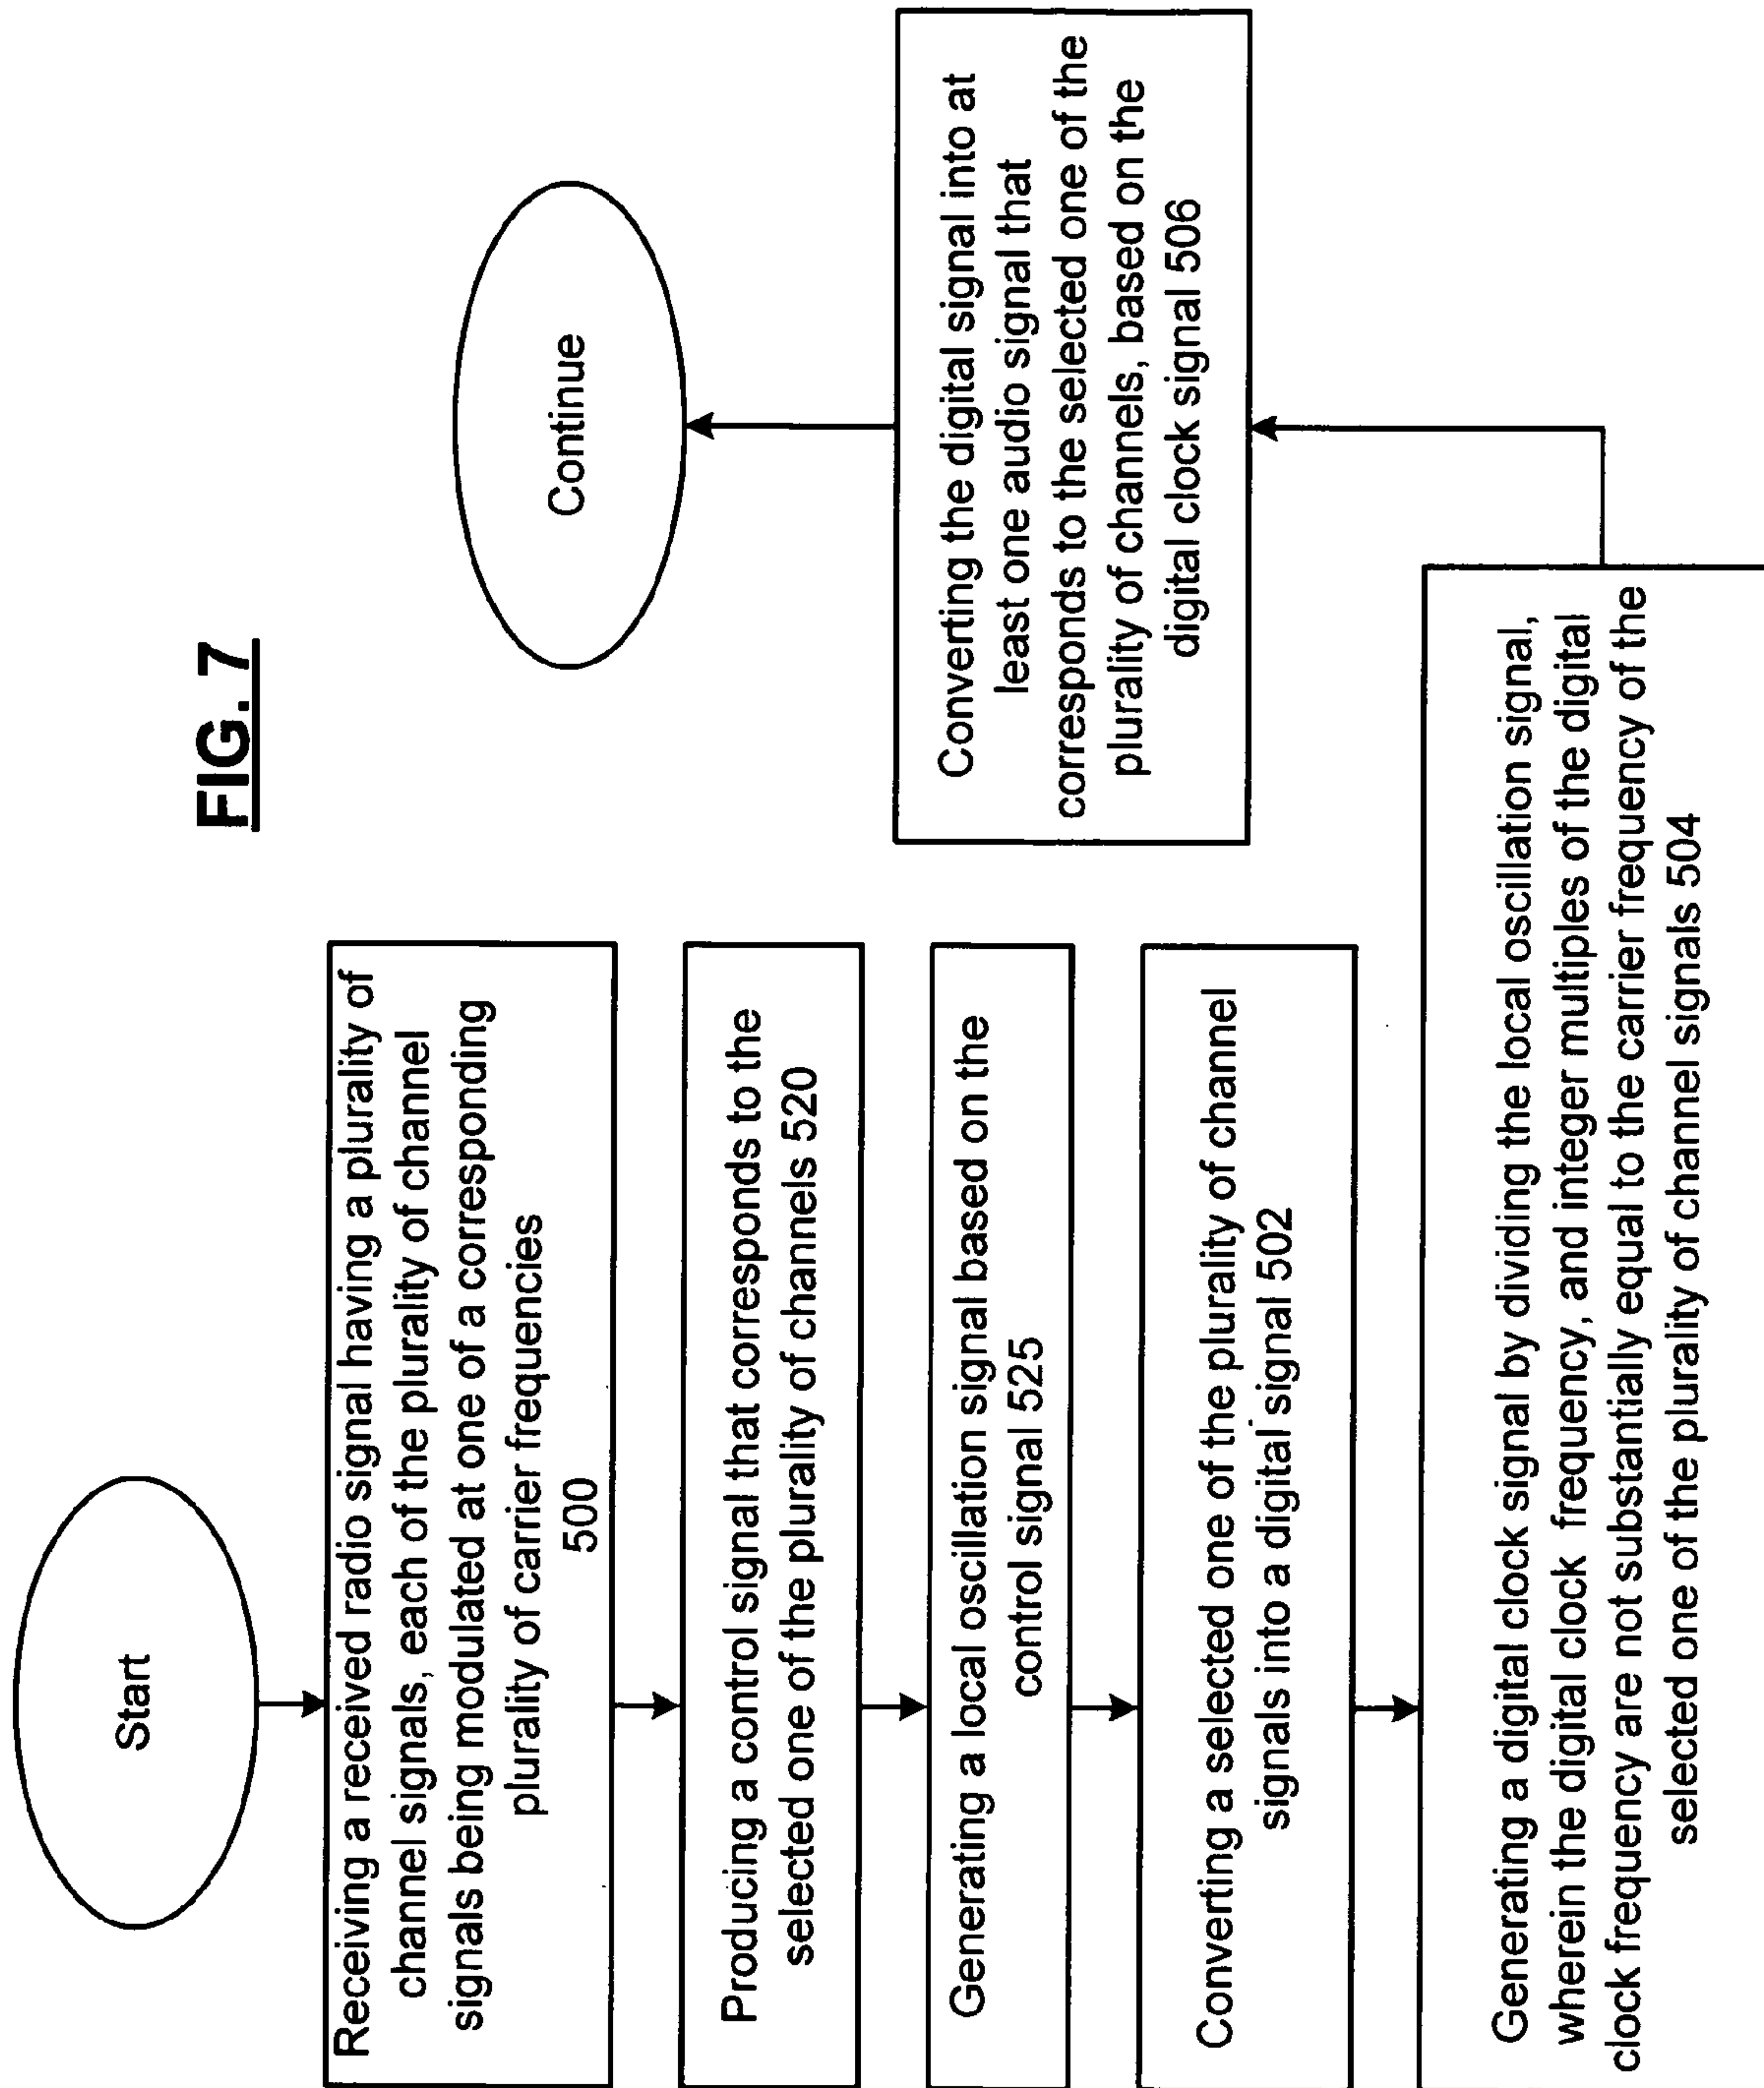 FIG. 7
Start
Receiving a received radio signal having a plurality of
channel signals, each of the plurality of channel
signals being modulated at one of a corresponding
plurality of carrier frequencies
500
Producing a control signal that corresponds to the
selected one of the plurality of channels 520
Generating a local oscillation signal based on the
control signal 525
Converting a selected one of the plurality of channel
signals into a digital signal 502
Generating a digital clock signal by dividing the local oscillation signal,
wherein the digital clock frequency, and integer multiples of the digital
clock frequency are not substantially equal to the carrier frequency of the
selected one of the plurality of channel signals 504
Converting the digital signal into at
least one audio signal that
corresponds to the selected one of the
plurality of channels, based on the
digital clock signal 506
Continue